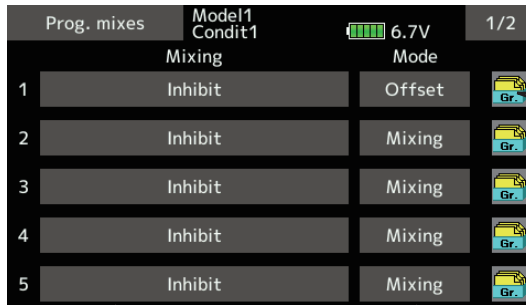 Prog. mixes Model1 Condit1 6.7V 1/2
Mixing Mode
1 Inhibit Offset Gr.
2 Inhibit Mixing Gr.
3 Inhibit Mixing Gr.
4 Inhibit Mixing Gr.
5 Inhibit Mixing Gr.